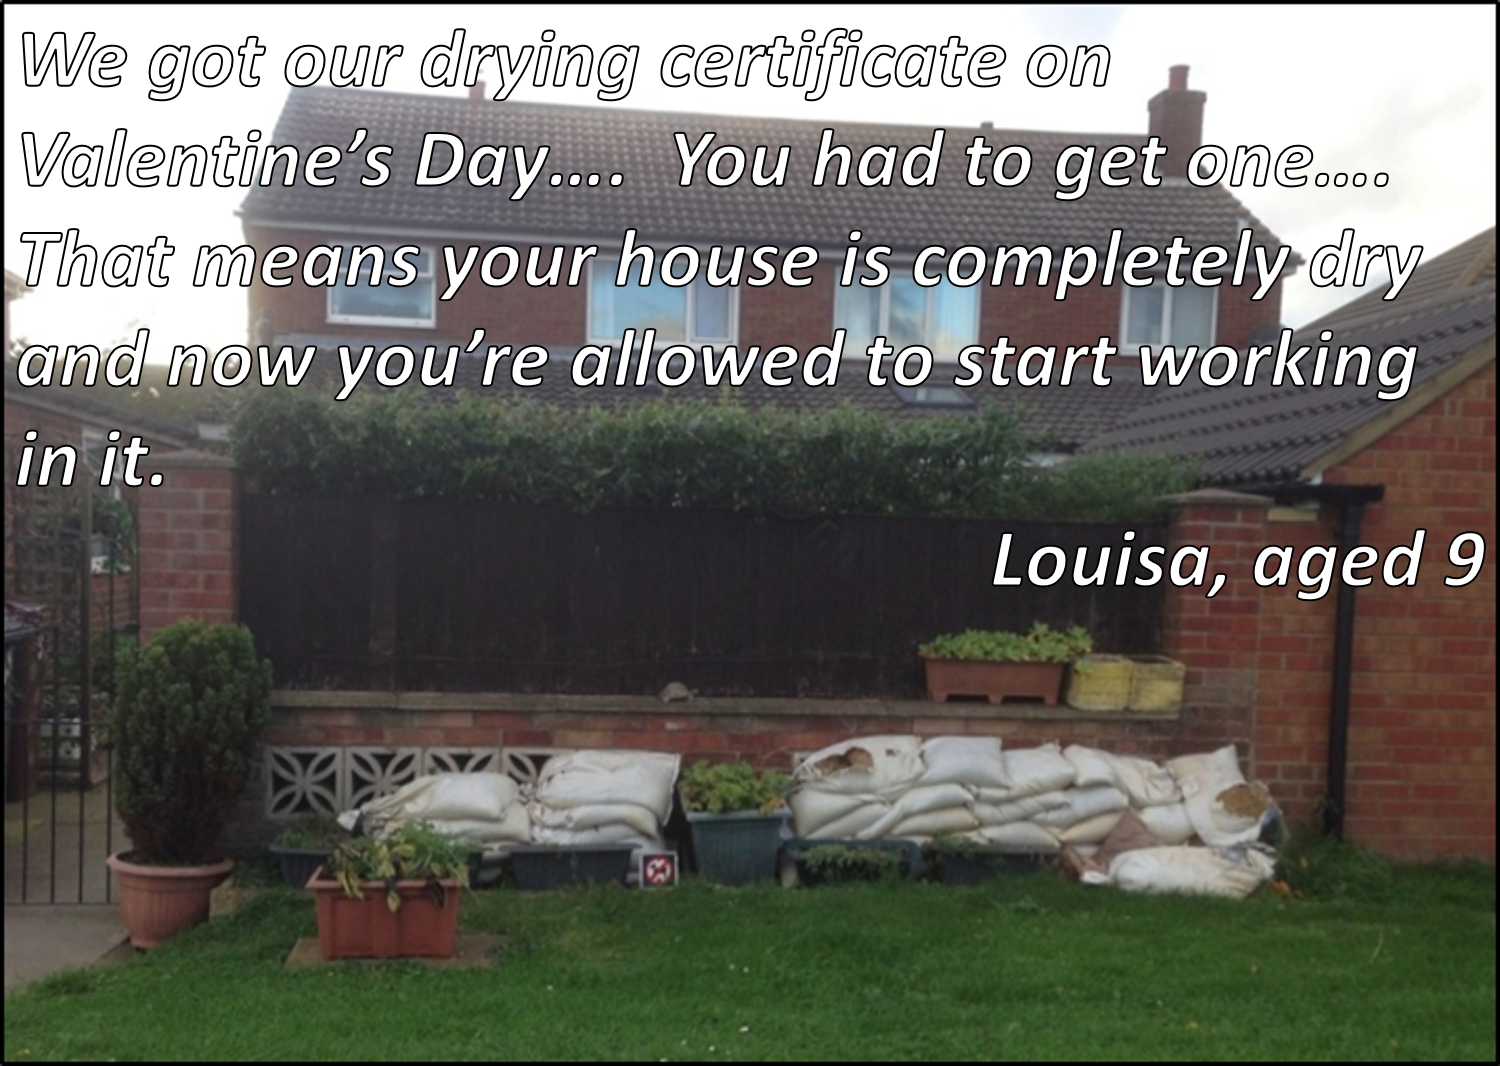 We got our drying certificate on
Valentine’s Day…. You had to get one….
That means your house is completely dry
and now you’re allowed to start working
in it.
Louisa, aged 9